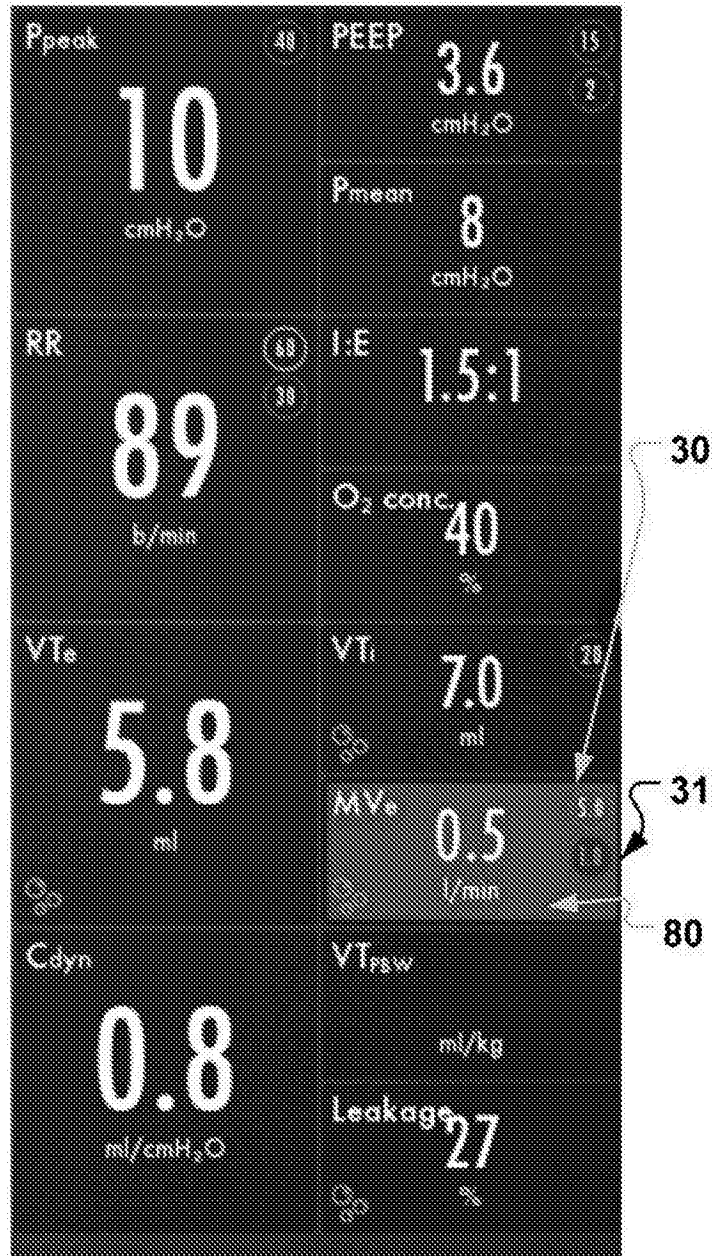 Ppeak
10
cmH₂O
PEEP 15
3.6
cmH₂O
Pmean
8
cmH₂O
RR
89
b/min
I:E
1.5:1
O₂ conc.
40
%
30
VTe
5.8
ml
VTi
7.0
ml
MVe
0.5
l/min
31
80
Cdyn
0.8
ml/cmH₂O
VTPBW
ml/kg
Leakage
27
%